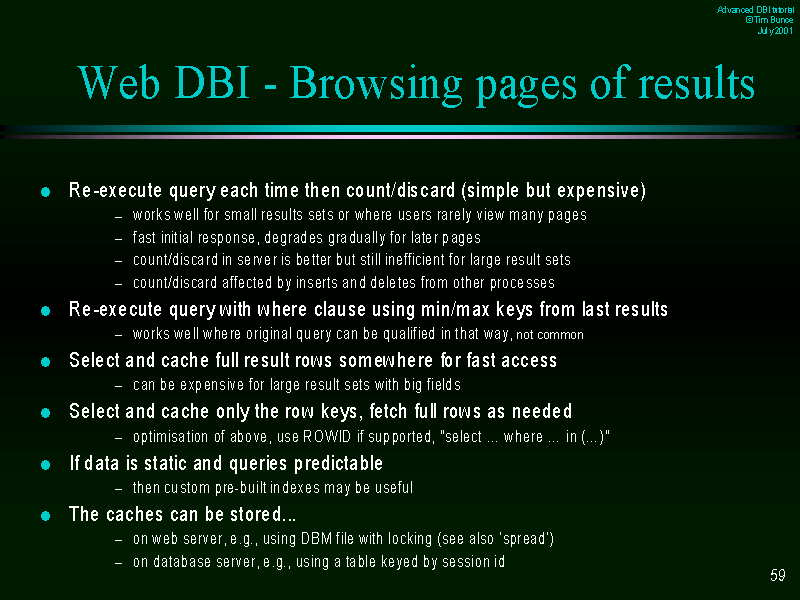 Advanced DBI tutorial
© Tim Bunce
July 2001
Web DBI - Browsing pages of results
Re-execute query each time then count/discard (simple but expensive)
– works well for small results sets or where users rarely view many pages
– fast initial response, degrades gradually for later pages
– count/discard in server is better but still inefficient for large result sets
– count/discard affected by inserts and deletes from other processes
Re-execute query with where clause using min/max keys from last results
– works well where original query can be qualified in that way, not common
Select and cache full result rows somewhere for fast access
– can be expensive for large result sets with big fields
Select and cache only the row keys, fetch full rows as needed
– optimisation of above, use ROWID if supported, "select ... where ... in (...)"
If data is static and queries predictable
– then custom pre-built indexes may be useful
The caches can be stored...
– on web server, e.g., using DBM file with locking (see also 'spread')
– on database server, e.g., using a table keyed by session id
59